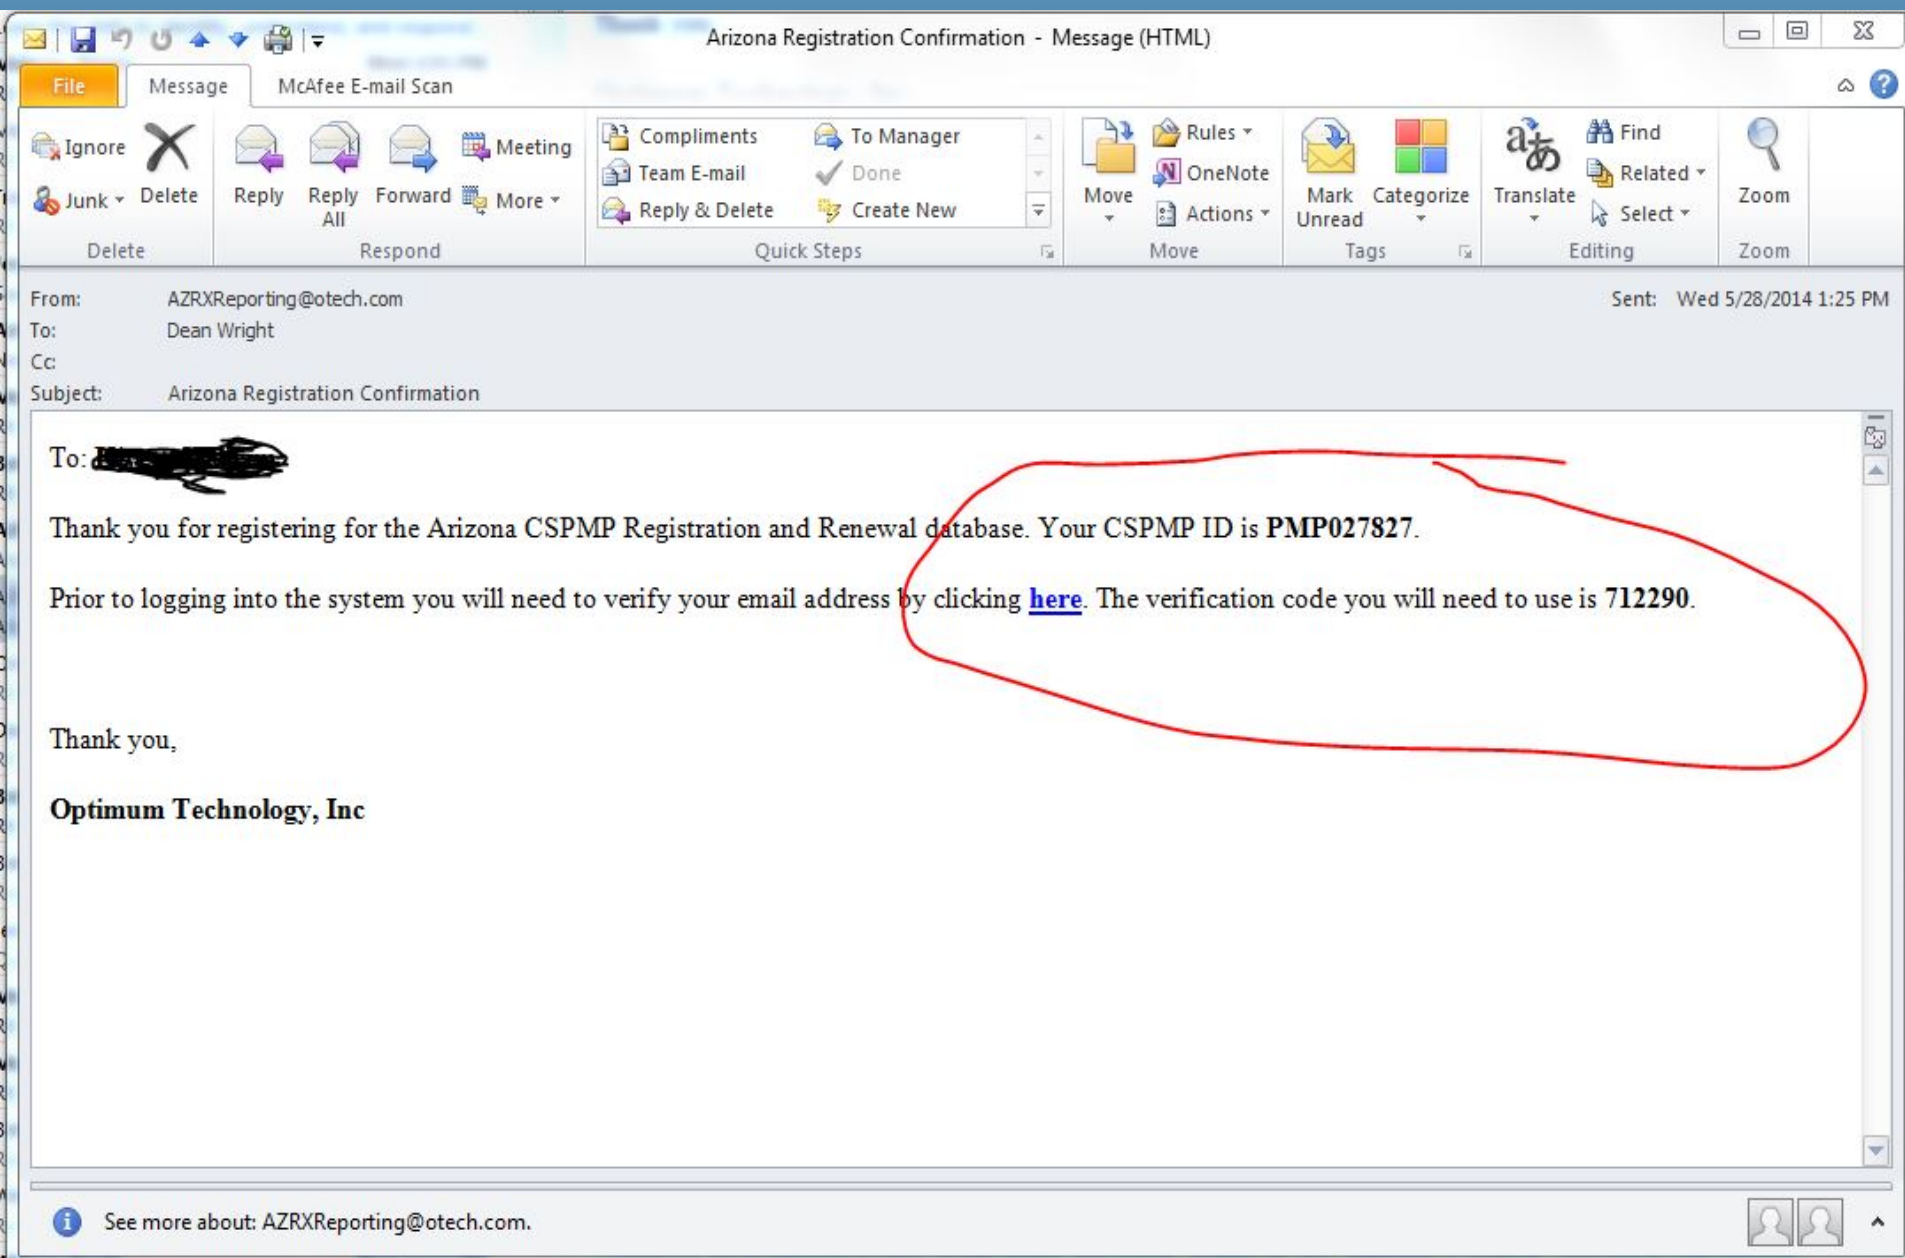 Arizona Registration Confirmation - Message (HTML)
File Message McAfee E-mail Scan
Ignore
Junk
Delete
Reply
Reply All
Forward
Meeting
More
Compliments To Manager
Team E-mail Done
Reply & Delete Create New
Move
Rules
OneNote
Actions
Mark Unread
Categorize
Translate
Find
Related
Select
Zoom
Delete Respond Quick Steps Move Tags Editing Zoom
From: AZRXReporting@otech.com Sent: Wed 5/28/2014 1:25 PM
To: Dean Wright
Cc:
Subject: Arizona Registration Confirmation
To:
Thank you for registering for the Arizona CSPMP Registration and Renewal database. Your CSPMP ID is PMP027827.
Prior to logging into the system you will need to verify your email address by clicking here. The verification code you will need to use is 712290.
Thank you,
Optimum Technology, Inc
See more about: AZRXReporting@otech.com.